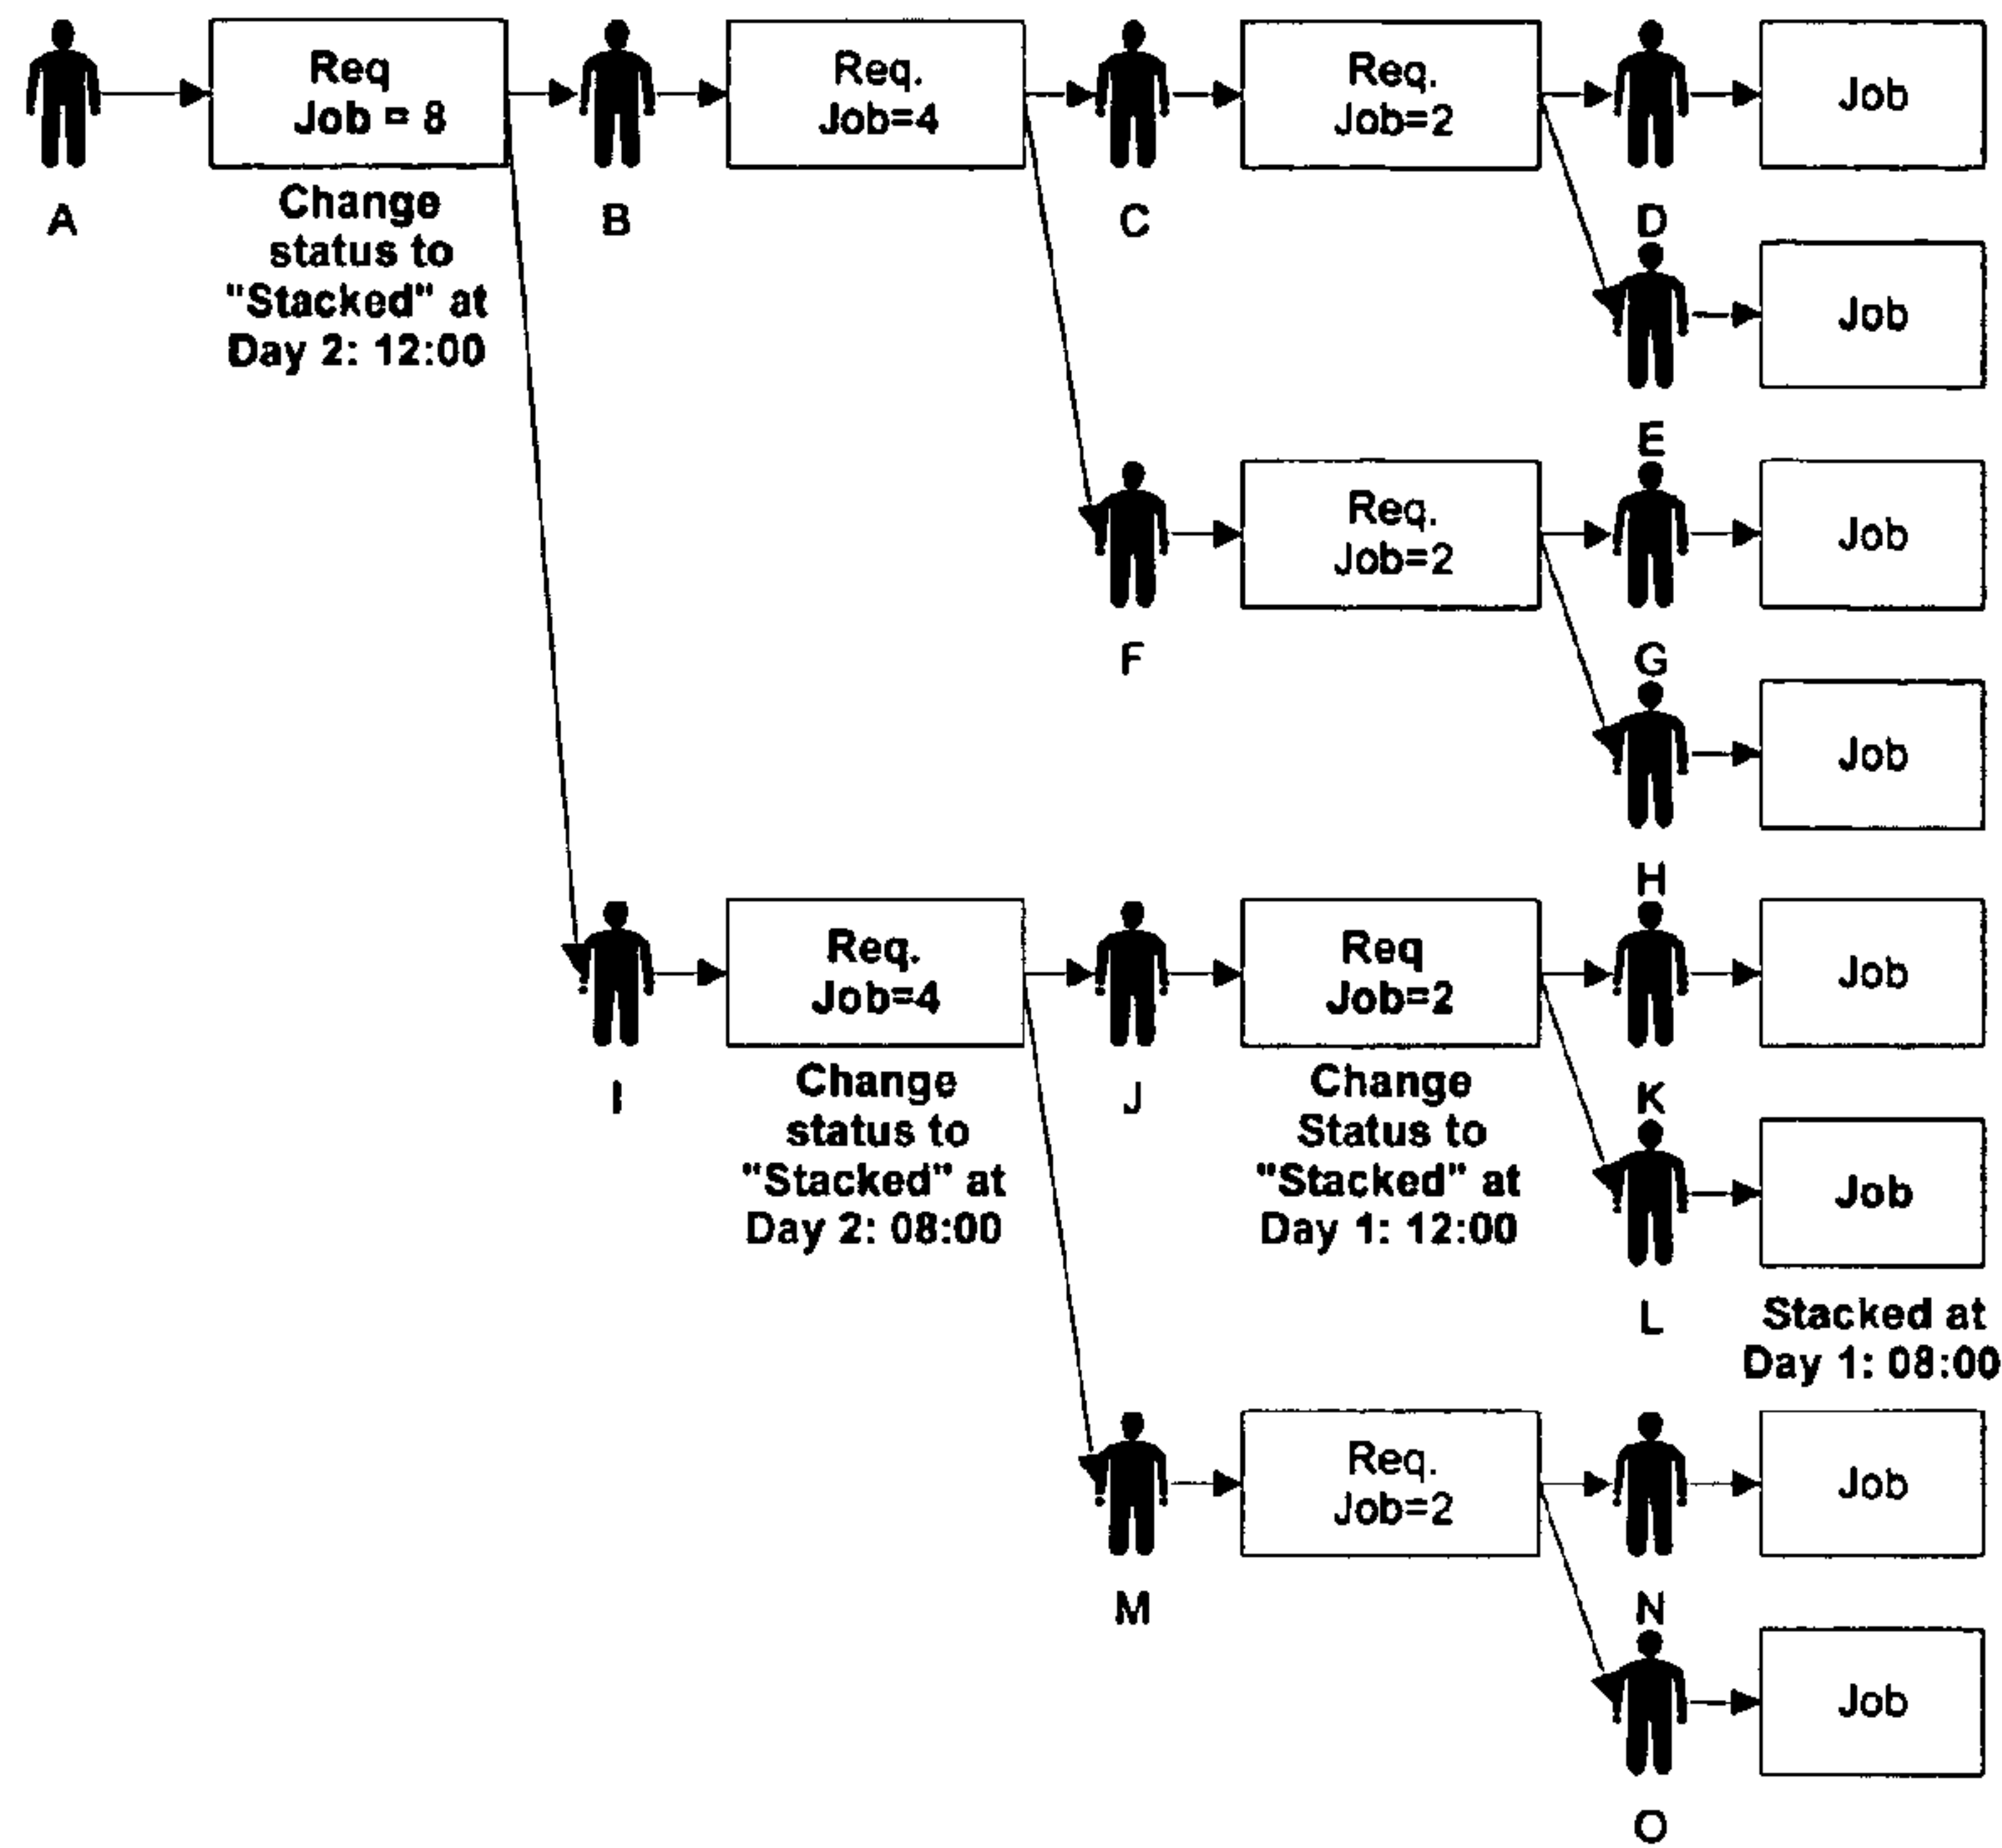 Req
Job = 8
Req.
Job=4
Req.
Job=2
Job
A
Change
status to
"Stacked" at
Day 2: 12:00
B
C
D
Job
E
Req.
Job=2
Job
F
G
Job
H
Req.
Job=4
Req
Job=2
Job
I
Change
status to
"Stacked" at
Day 2: 08:00
J
Change
Status to
"Stacked" at
Day 1: 12:00
K
Job
L
Stacked at
Day 1: 08:00
Req.
Job=2
Job
M
N
Job
O